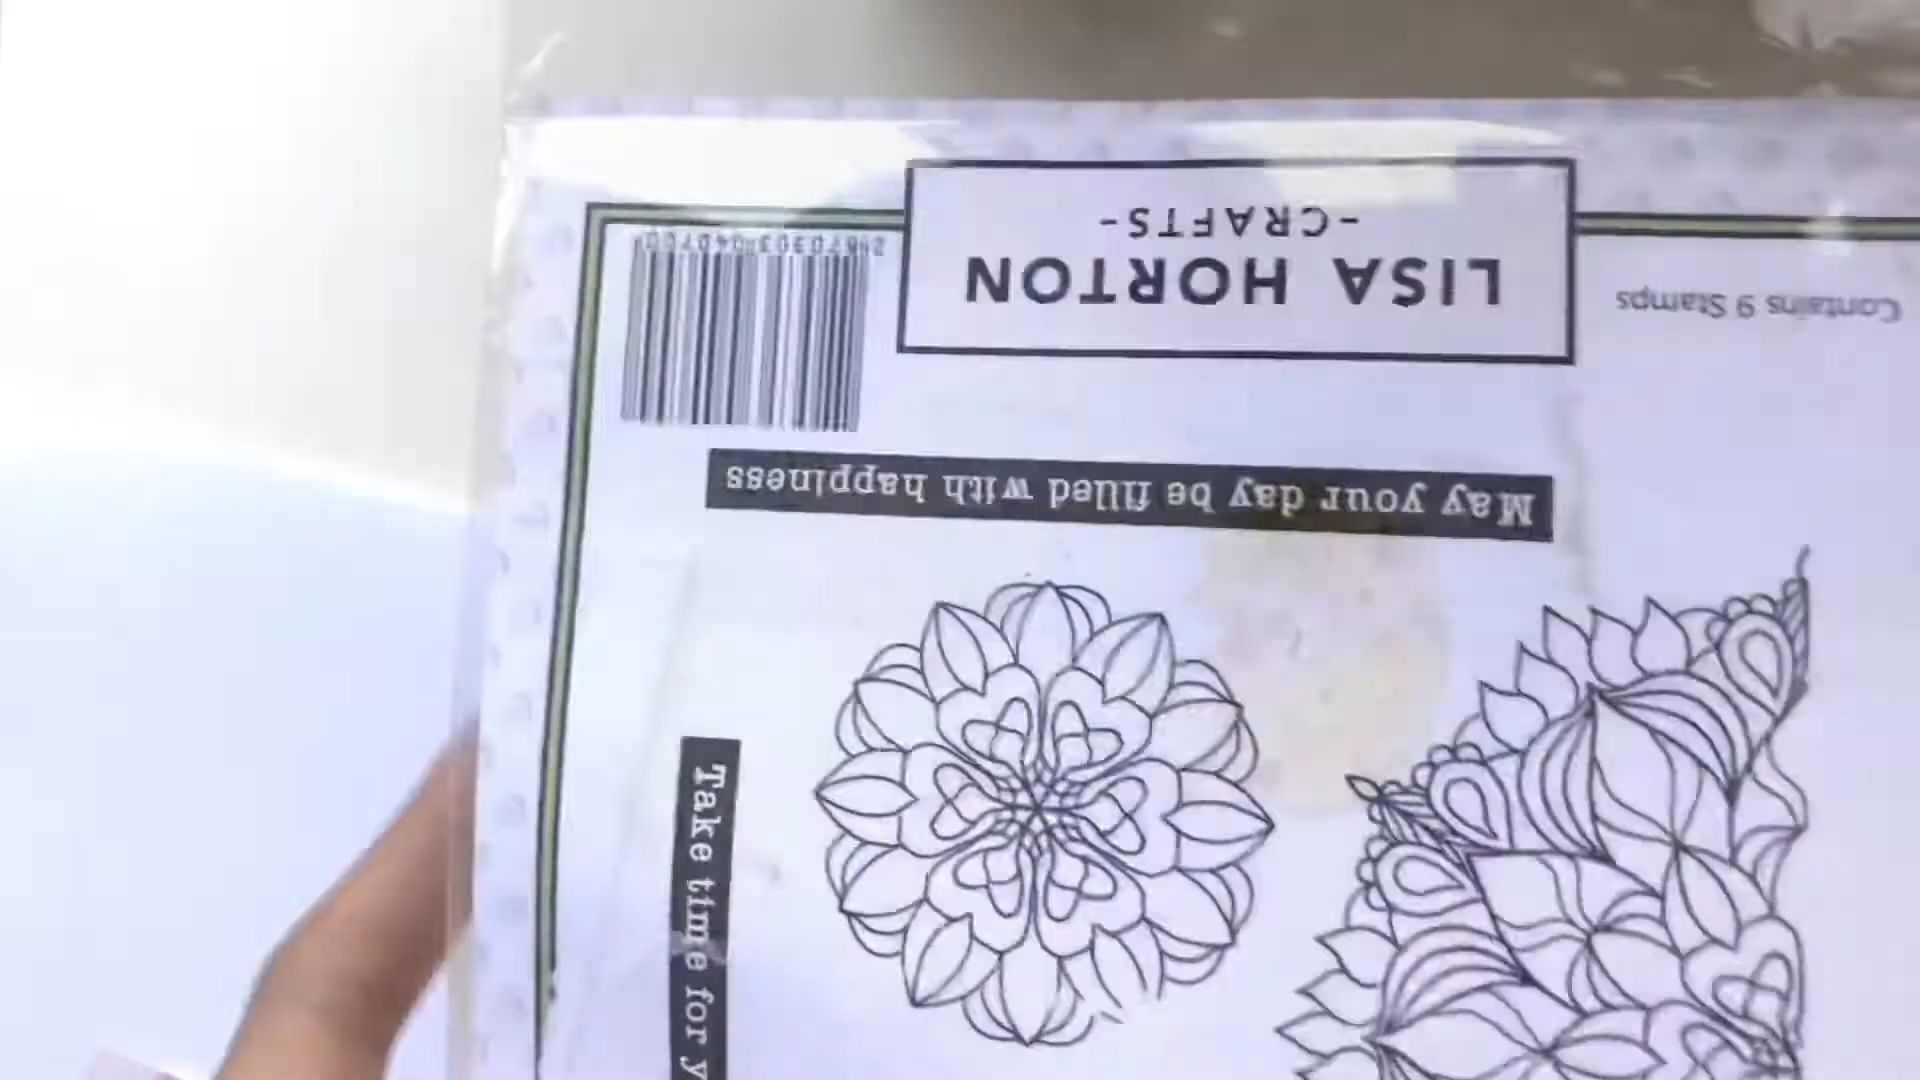 LISA HORTON
-CRAFTS-
Contains 9 Stamps
May your day be filled with happiness
Take time for y